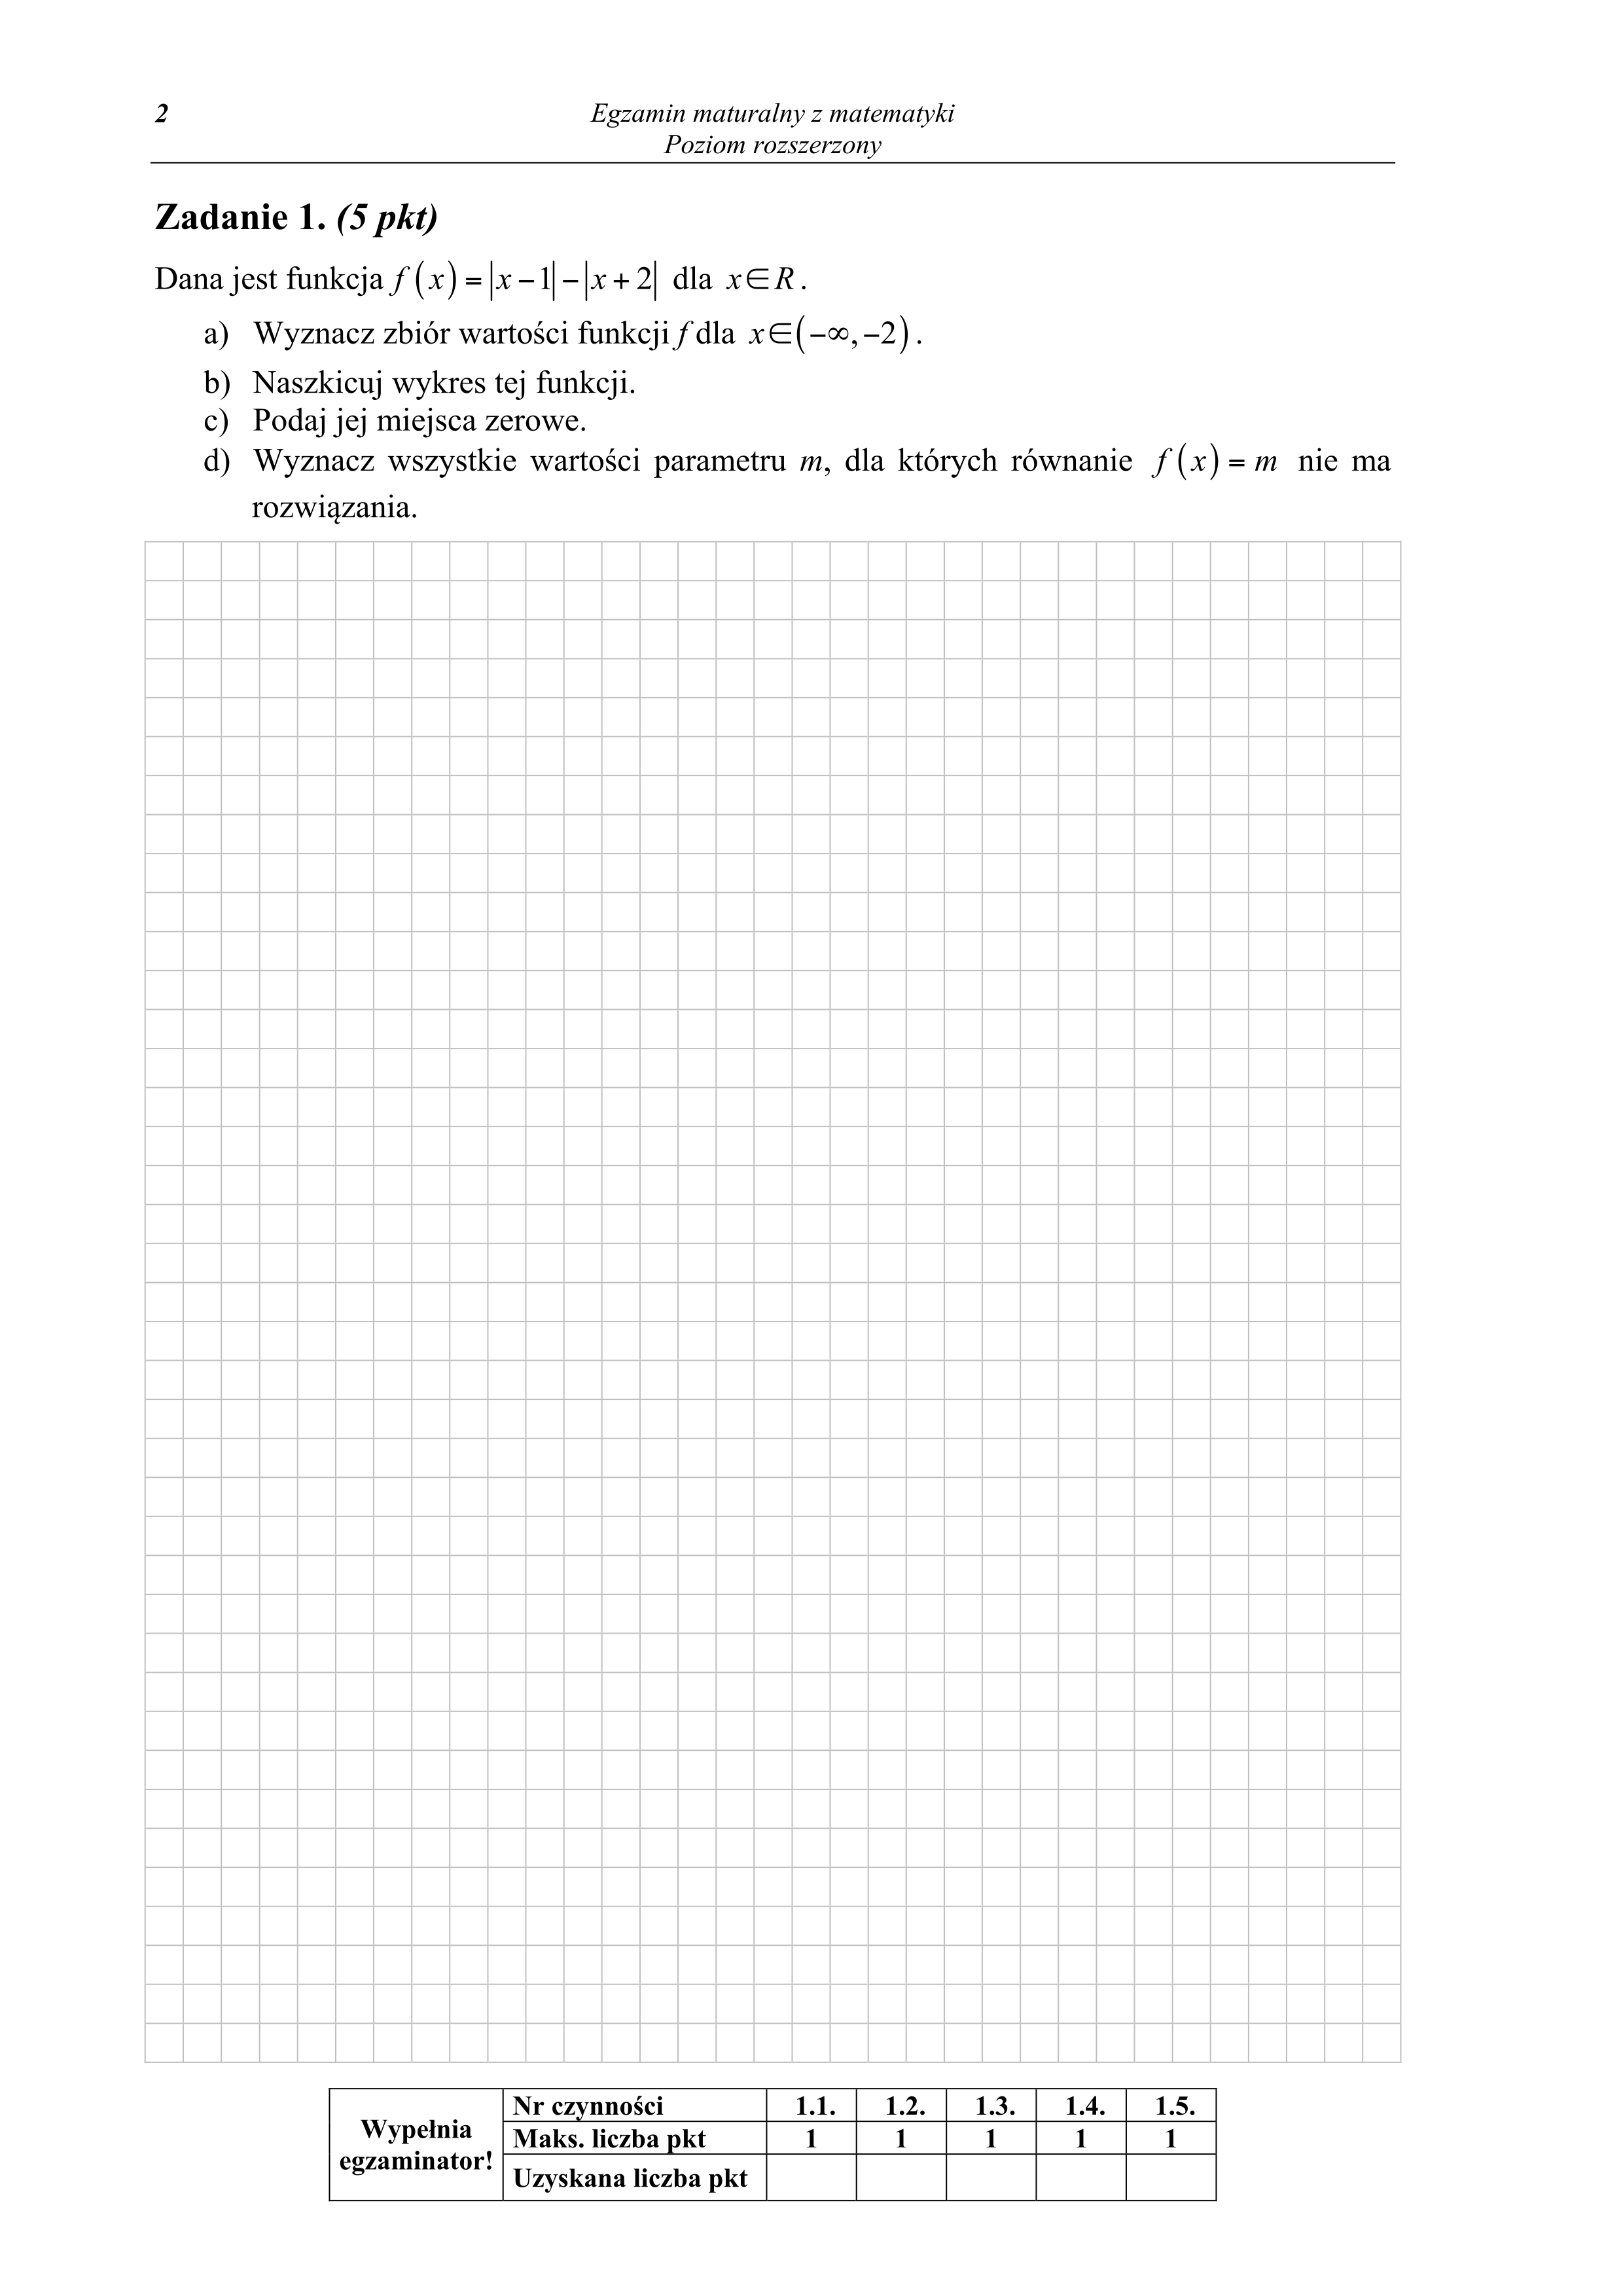 2
Egzamin maturalny z matematyki
Poziom rozszerzony
Zadanie 1. (5 pkt)
Dana jest funkcja f(x) = |x − 1| − |x + 2| dla x ∈ R.
a) Wyznacz zbiór wartości funkcji f dla x ∈ (−∞, −2).
b) Naszkicuj wykres tej funkcji.
c) Podaj jej miejsca zerowe.
d) Wyznacz wszystkie wartości parametru m, dla których równanie f(x) = m nie ma
rozwiązania.
Wypełnia
egzaminator!
Nr czynności 1.1. 1.2. 1.3. 1.4. 1.5.
Maks. liczba pkt 1 1 1 1 1
Uzyskana liczba pkt